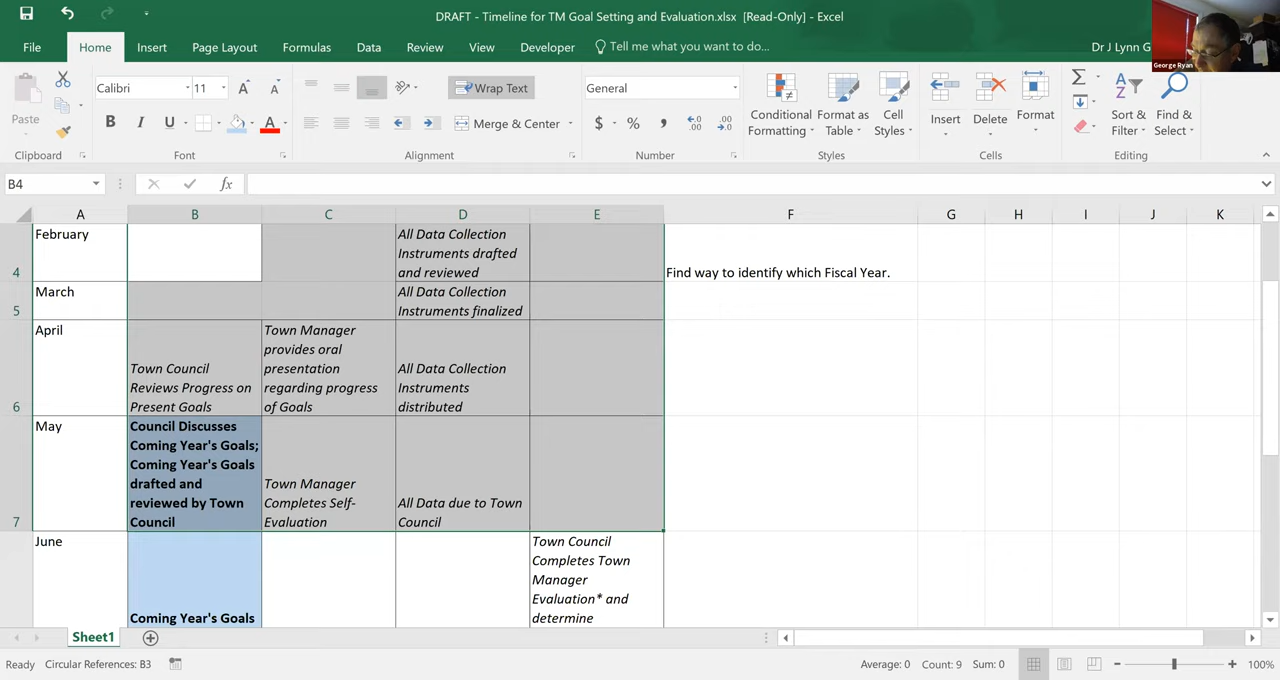 DRAFT - Timeline for TM Goal Setting and Evaluation.xlsx [Read-Only] - Excel
George Ryan
File Home Insert Page Layout Formulas Data Review View Developer Tell me what you want to do... Dr J Lynn G
Calibri 11 Wrap Text General
Paste B I U A Merge & Center $ % Conditional Formatting Format as Table Cell Styles Insert Delete Format Sort & Filter Find & Select
Clipboard Font Alignment Number Styles Cells Editing
B4 fx
A B C D E F G H I J K
4 February
All Data Collection
Instruments drafted
and reviewed
Find way to identify which Fiscal Year.
5 March
All Data Collection
Instruments finalized
6 April
Town Council
Reviews Progress on
Present Goals
Town Manager
provides oral
presentation
regarding progress
of Goals
All Data Collection
Instruments
distributed
7 May
Council Discusses
Coming Year's Goals;
Coming Year's Goals
drafted and
reviewed by Town
Council
Town Manager
Completes Self-
Evaluation
All Data due to Town
Council
June
Coming Year's Goals
Town Council
Completes Town
Manager
Evaluation* and
determine
Sheet1
Ready Circular References: B3 Average: 0 Count: 9 Sum: 0 100%